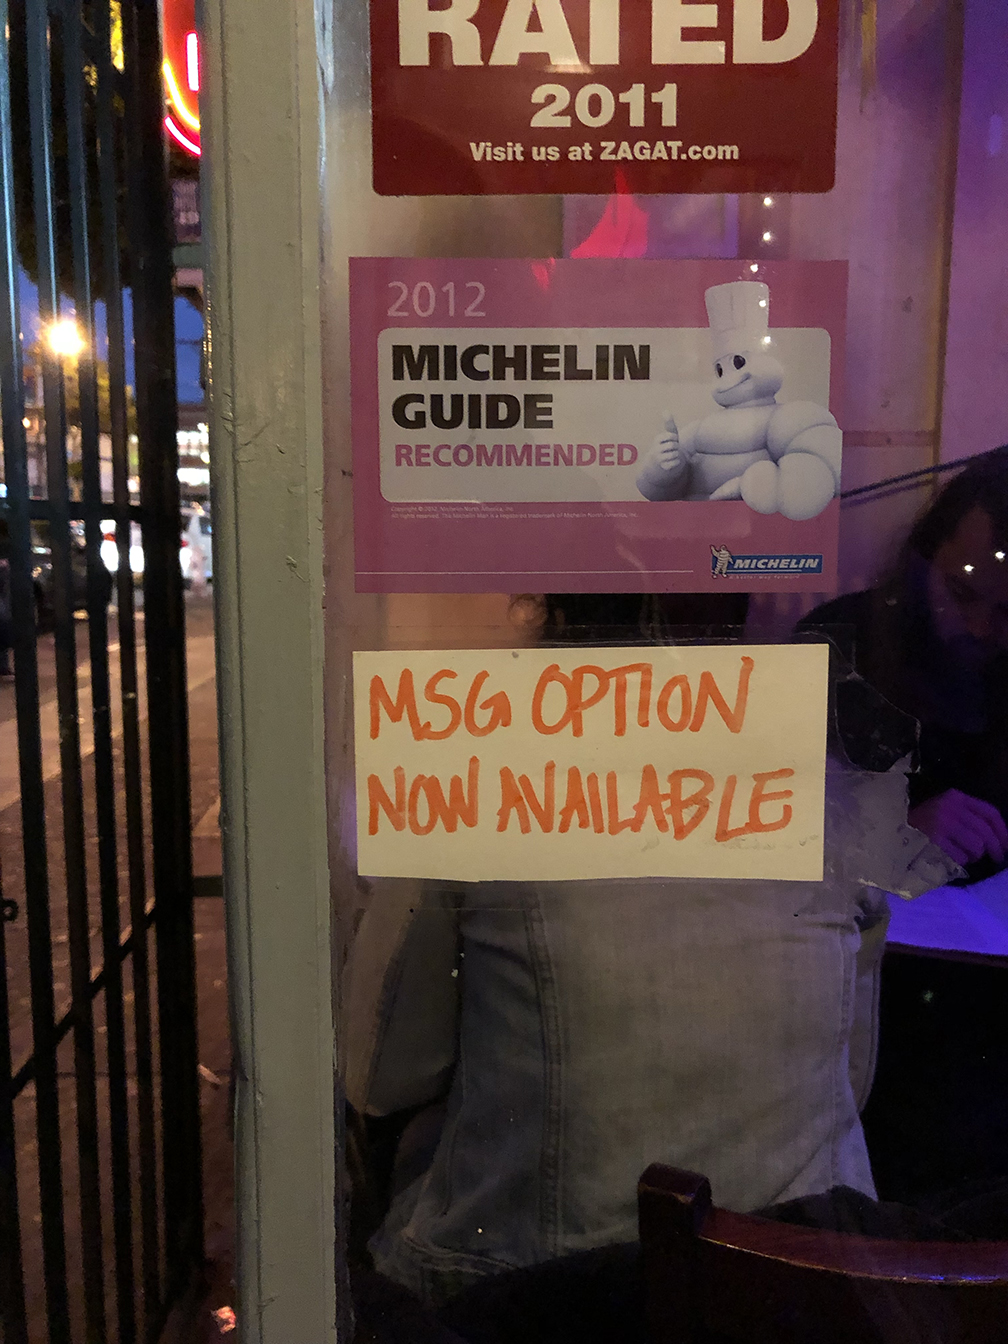 RATED
2011
Visit us at ZAGAT.com
2012
MICHELIN
GUIDE
RECOMMENDED
MICHELIN
MSG OPTION
NOW AVAILABLE